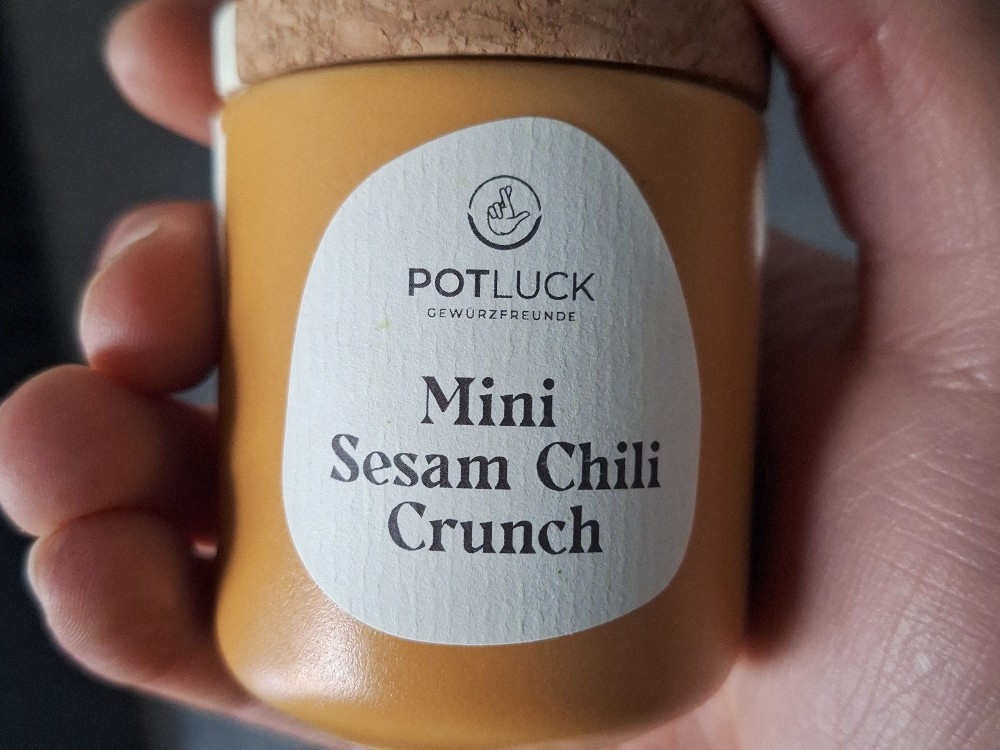 POTLUCK
GEWÜRZFREUNDE
Mini
Sesam Chili
Crunch